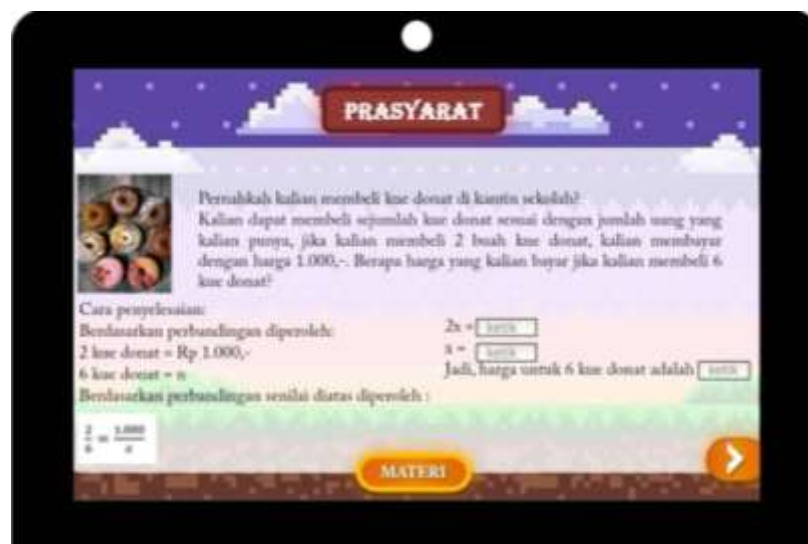 PRASYARAT
Pernahkah kalian membeli kue donat di kantin sekolah?
Kalian dapat membeli sejumlah kue donat sesuai dengan jumlah uang yang
kalian punya, jika kalian membeli 2 buah kue donat, kalian membayar
dengan harga 1.000,-. Berapa harga yang kalian bayar jika kalian membeli 6
kue donat?
Cara penyelesaian:
Berdasarkan perbandingan diperoleh:
2 kue donat = Rp 1.000,-
6 kue donat = n
Berdasarkan perbandingan senilai diatas diperoleh :
2/6 = 1.000/x
2x = ketik
x = ketik
Jadi, harga untuk 6 kue donat adalah ketik
MATERI